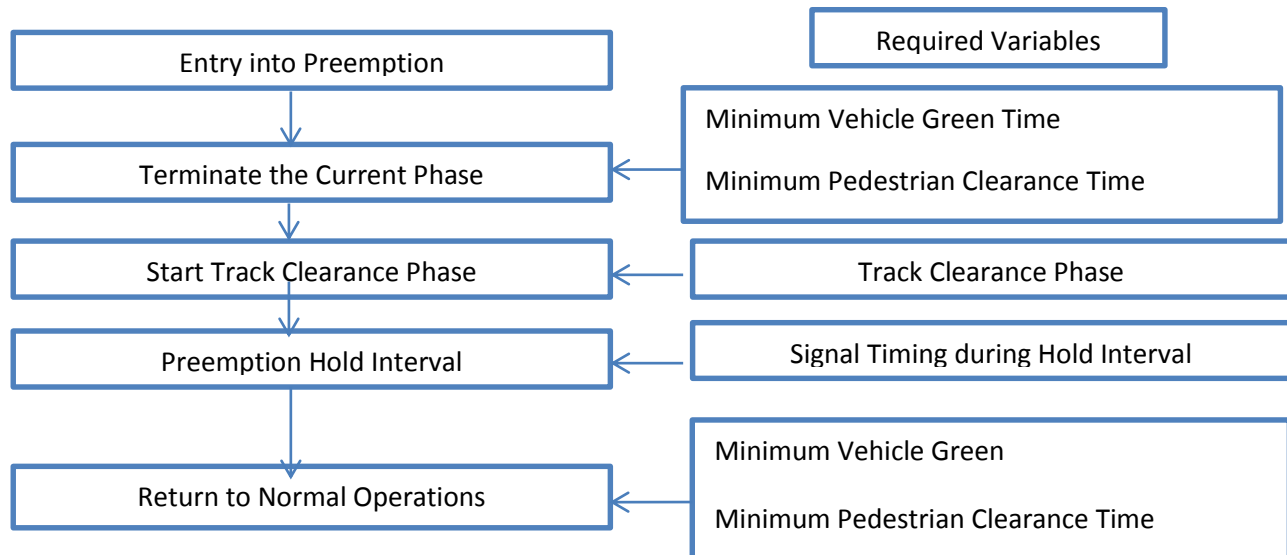 Entry into Preemption
Required Variables
Minimum Vehicle Green Time
Terminate the Current Phase
Minimum Pedestrian Clearance Time
Start Track Clearance Phase
Track Clearance Phase
Preemption Hold Interval
Signal Timing during Hold Interval
Minimum Vehicle Green
Return to Normal Operations
Minimum Pedestrian Clearance Time